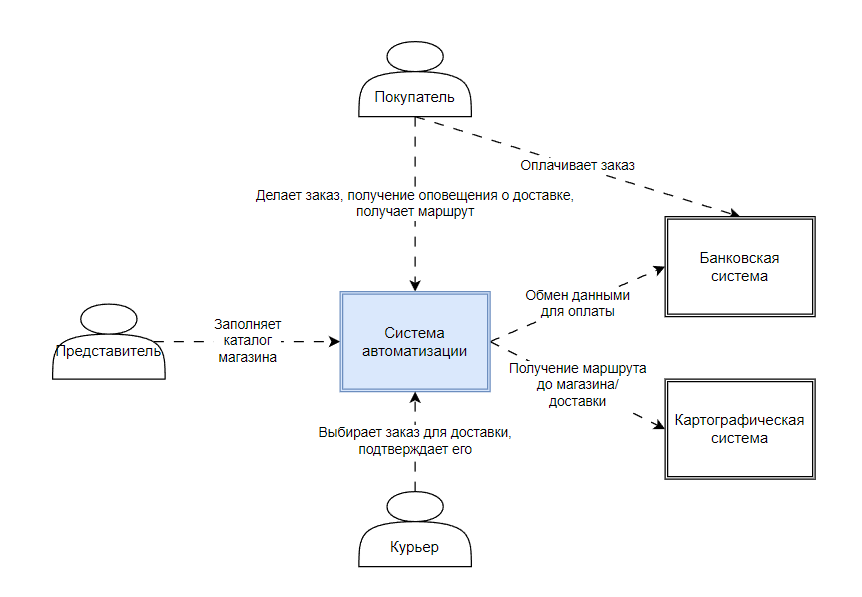 Покупатель
Оплачивает заказ
Делает заказ, получение оповещения о доставке,
получает маршрут
Банковская
система
Обмен данными
для оплаты
Заполняет
каталог
магазина
Представитель
Система
автоматизации
Получение маршрута
до магазина/
доставки
Картографическая
система
Выбирает заказ для доставки,
подтверждает его
Курьер